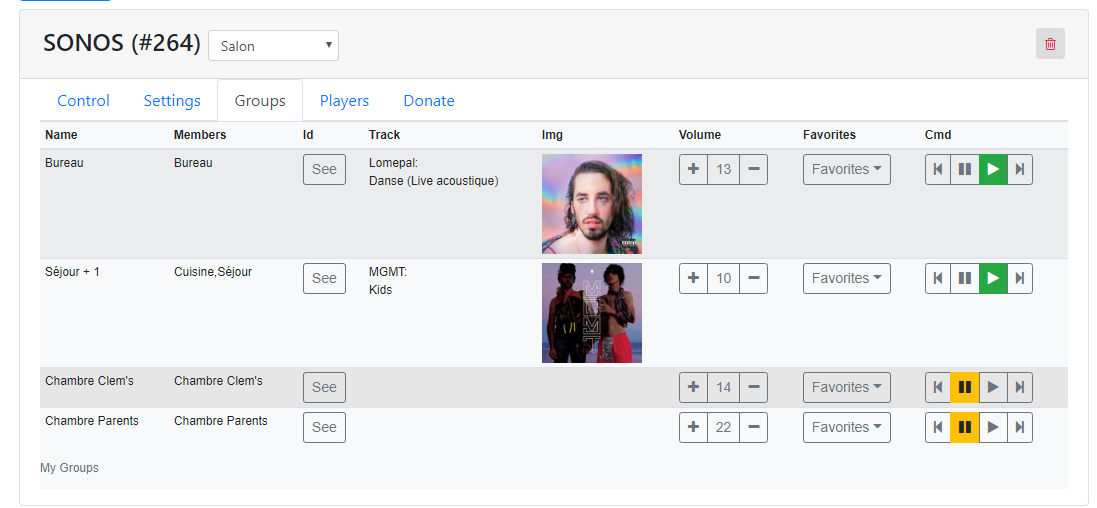 SONOS (#264) Salon
Control Settings Groups Players Donate
Name Members Id Track Img Volume Favorites Cmd
Bureau Bureau See Lomepal: 13 Favorites
Danse (Live acoustique)
Séjour + 1 Cuisine,Séjour See MGMT: 10 Favorites
Kids
MGMT
Chambre Clem's Chambre Clem's See 14 Favorites
Chambre Parents Chambre Parents See 22 Favorites
My Groups